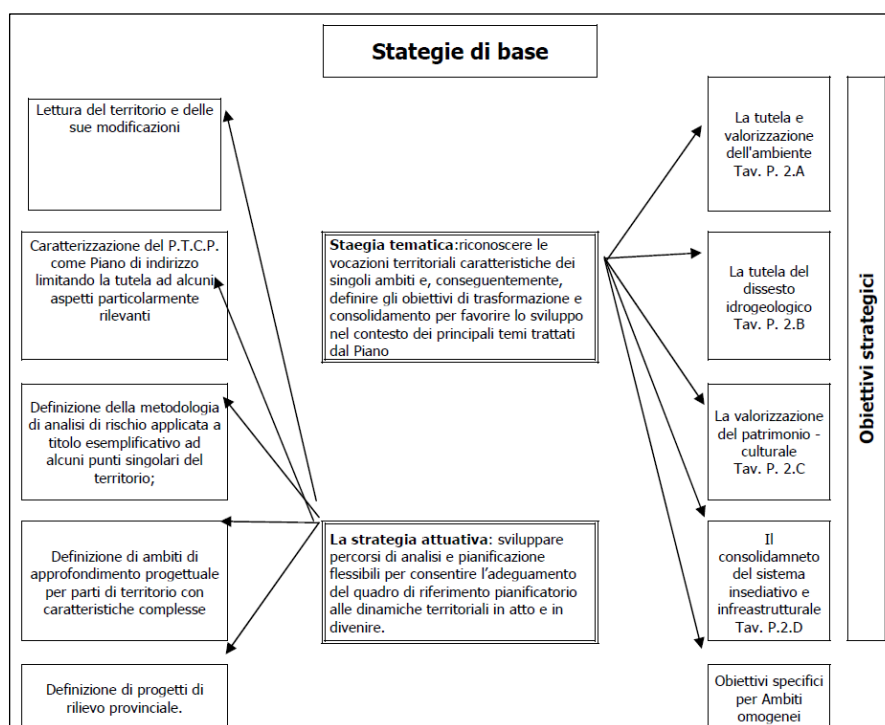 Stategie di base
Lettura del territorio e delle
sue modificazioni
Caratterizzazione del P.T.C.P.
come Piano di indirizzo
limitando la tutela ad alcuni
aspetti particolarmente
rilevanti
Definizione della metodologia
di analisi di rischio applicata a
titolo esemplificativo ad
alcuni punti singolari del
territorio;
Definizione di ambiti di
approfondimento progettuale
per parti di territorio con
caratteristiche complesse
Definizione di progetti di
rilievo provinciale.
Staegia tematica:riconoscere le
vocazioni territoriali caratteristiche dei
singoli ambiti e, conseguentemente,
definire gli obiettivi di trasformazione e
consolidamento per favorire lo sviluppo
nel contesto dei principali temi trattati
dal Piano
La strategia attuativa: sviluppare
percorsi di analisi e pianificazione
flessibili per consentire l'adeguamento
del quadro di riferimento pianificatorio
alle dinamiche territoriali in atto e in
divenire.
La tutela e
valorizzazione
dell'ambiente
Tav. P. 2.A
La tutela del
dissesto
idrogeologico
Tav. P. 2.B
La valorizzazione
del patrimonio -
culturale
Tav. P. 2.C
Il
consolidamneto
del sistema
insediativo e
infreastrutturale
Tav. P.2.D
Obiettivi specifici
per Ambiti
omogenei
Obiettivi strategici